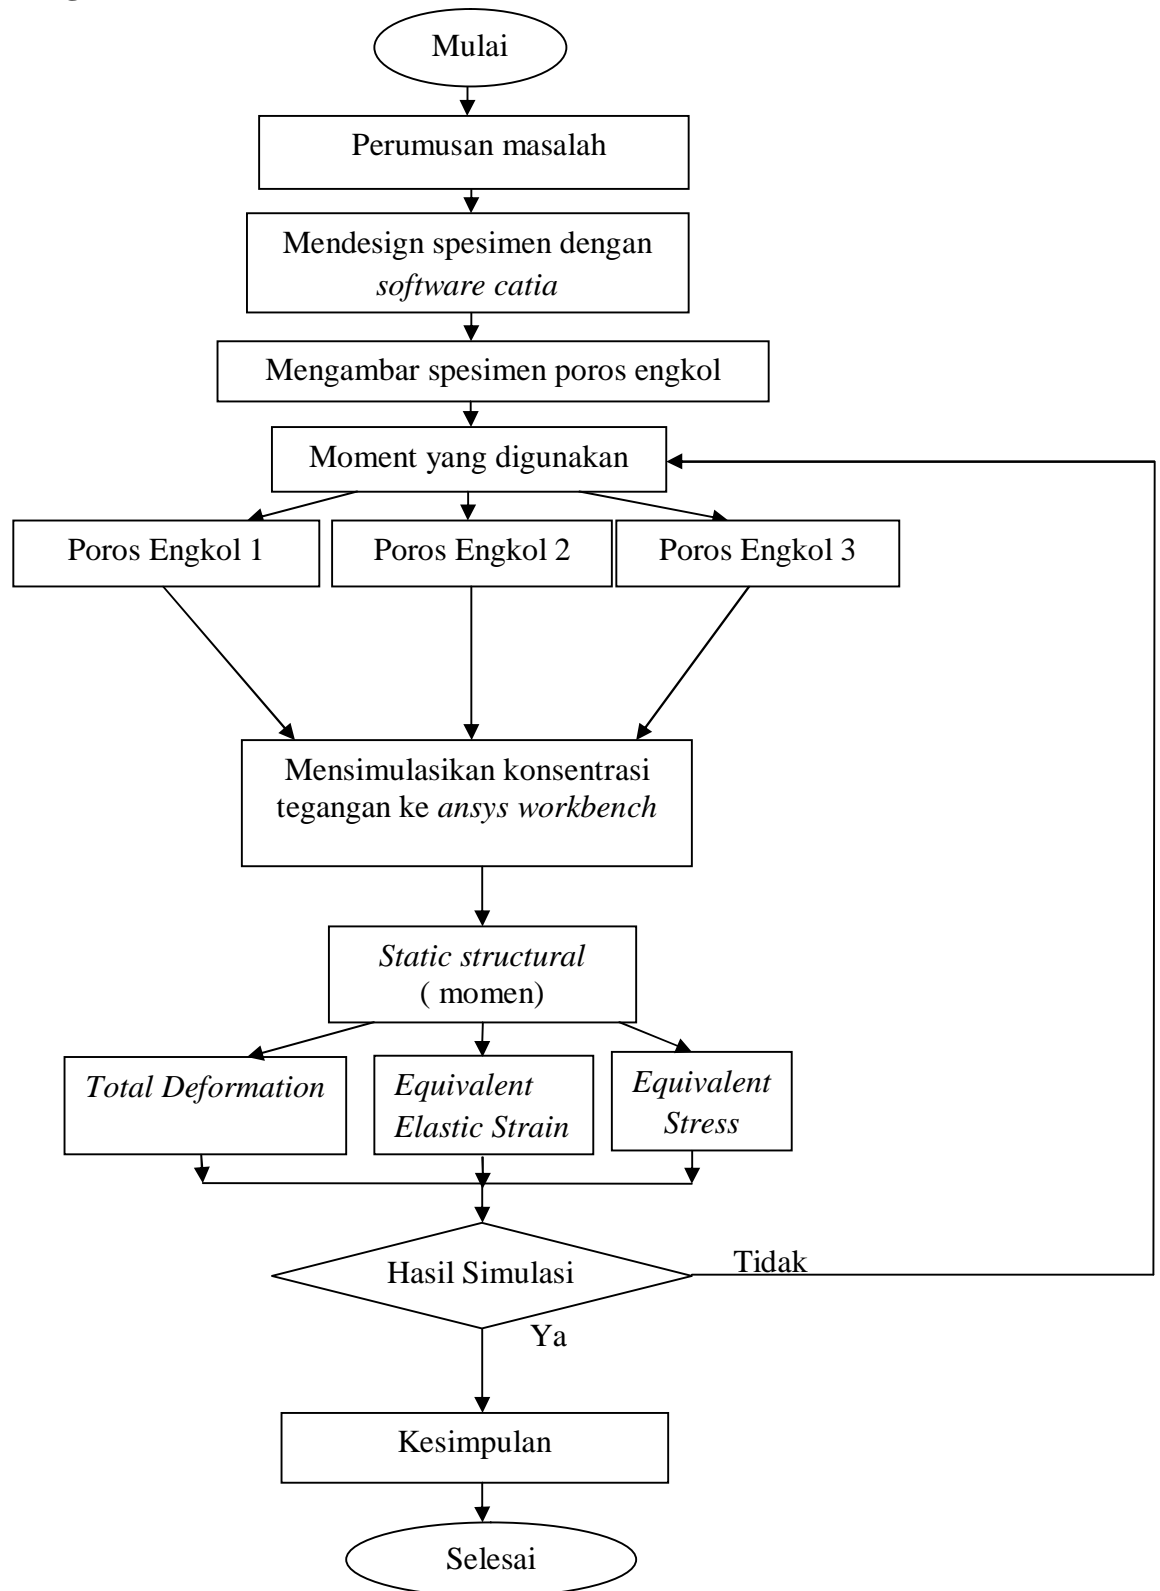 Mulai
Perumusan masalah
Mendesign spesimen dengan
software catia
Mengambar spesimen poros engkol
Moment yang digunakan
Poros Engkol 1
Poros Engkol 2
Poros Engkol 3
Mensimulasikan konsentrasi
tegangan ke ansys workbench
Static structural
( momen)
Total Deformation
Equivalent
Elastic Strain
Equivalent
Stress
Hasil Simulasi
Tidak
Ya
Kesimpulan
Selesai